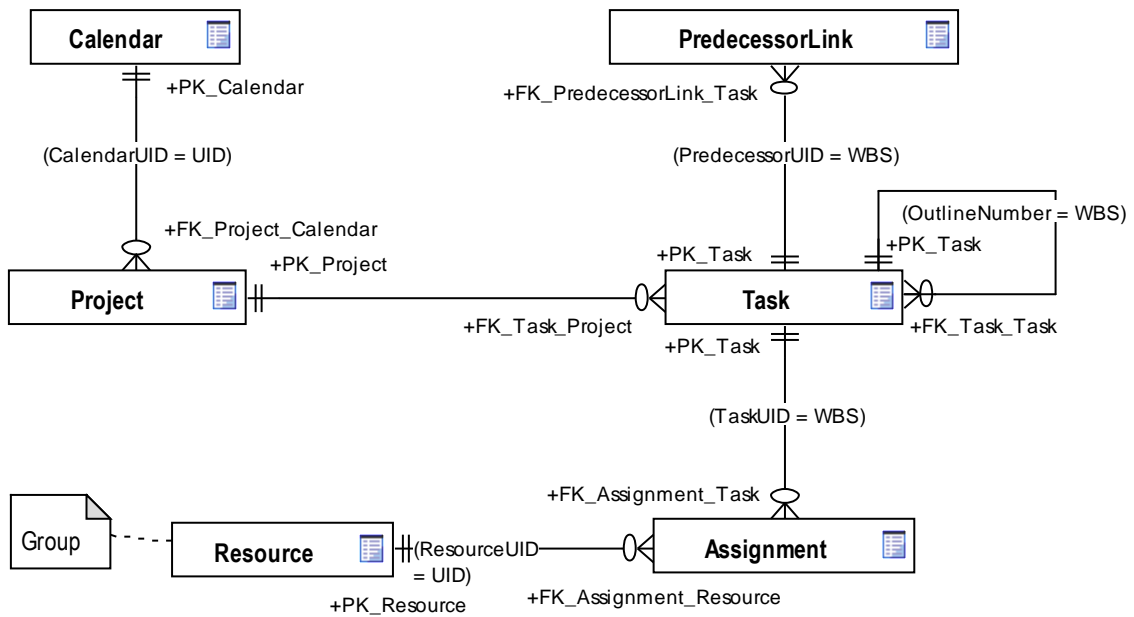 Calendar
PredecessorLink
+PK_Calendar
+FK_PredecessorLink_Task
(CalendarUID = UID)
(PredecessorUID = WBS)
(OutlineNumber = WBS)
+FK_Project_Calendar
+PK_Task
+PK_Task
+PK_Project
Project
Task
+FK_Task_Project
+FK_Task_Task
+PK_Task
(TaskUID = WBS)
+FK_Assignment_Task
Group
Resource
(ResourceUID
= UID)
Assignment
+PK_Resource
+FK_Assignment_Resource